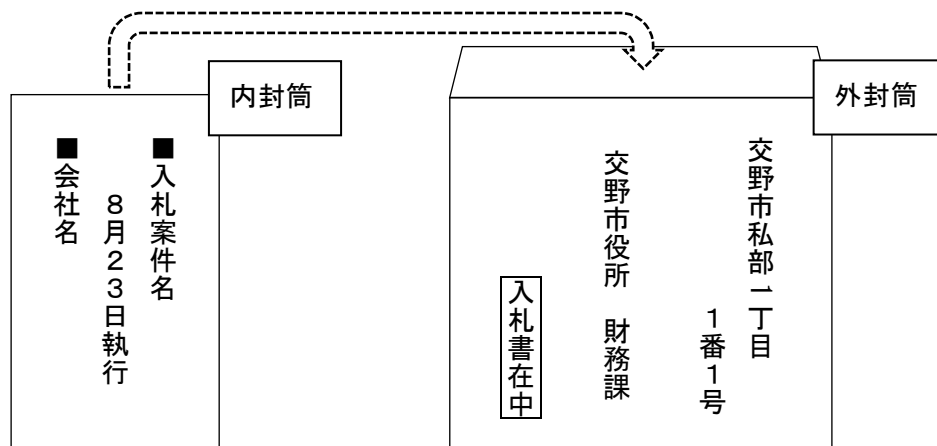 内封筒
■入札案件名
８月２３日執行
■会社名
外封筒
交野市私部一丁目
１番１号
交野市役所　財務課
入札書在中